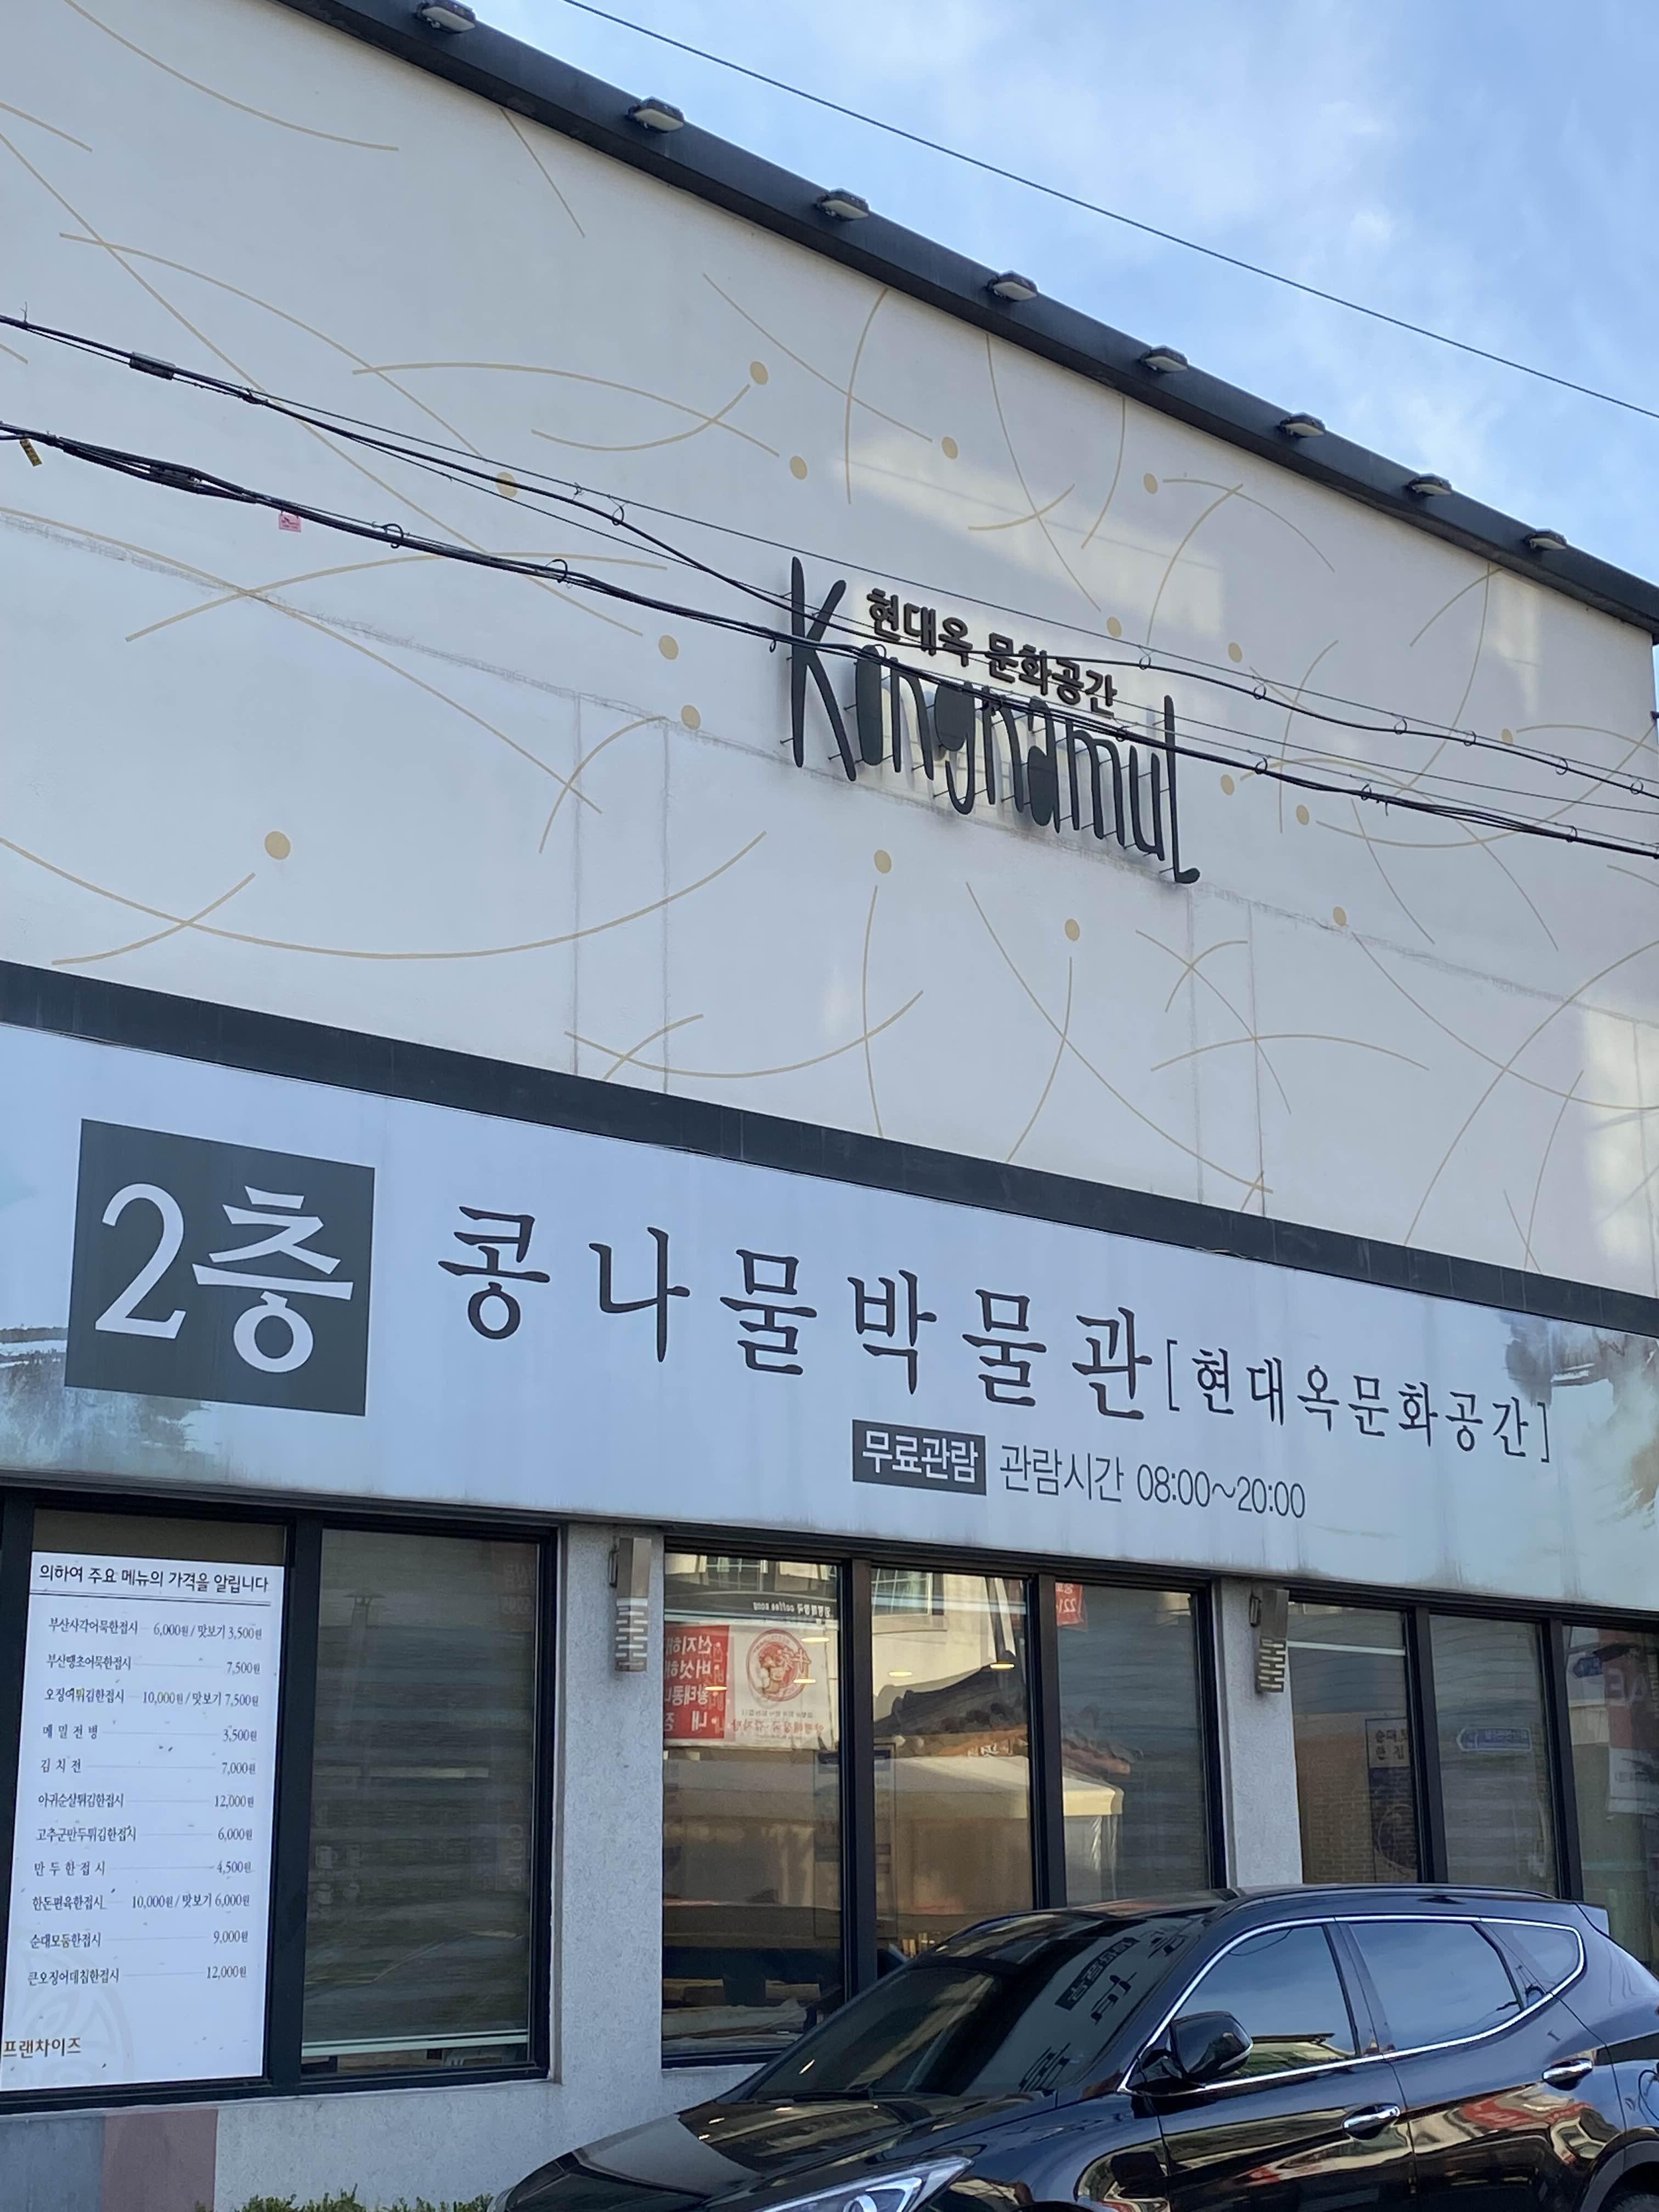 현대옥 문화공간
KongnamuL
2층 콩나물박물관 [현대옥문화공간]
무료관람 관람시간 08:00~20:00
의하여 주요 메뉴의 가격을 알립니다
부산사각어묵한접시 6,000원 / 맛보기 3,500원
부산땡초어묵한접시 7,500원
오징어튀김한접시 10,000원 / 맛보기 7,500원
메밀전병 3,500원
김치전 7,000원
아귀순살튀김한접시 12,000원
고추군만두튀김한접시 6,000원
만두한접시 4,500원
한돈편육한접시 10,000원 / 맛보기 6,000원
순대모둠한접시 9,000원
큰오징어데침한접시 12,000원
프랜차이즈